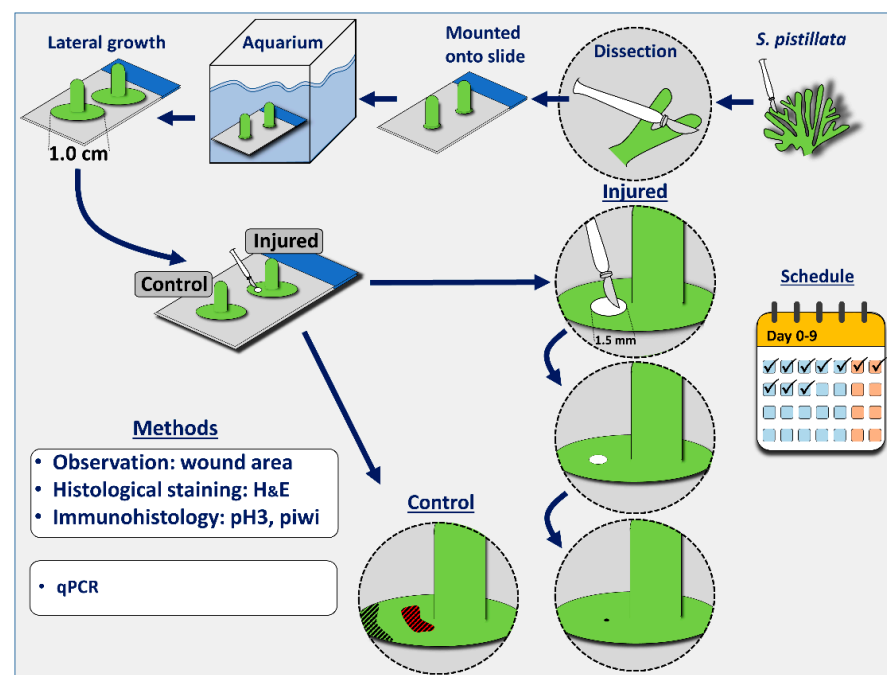 Lateral growth
Aquarium
Mounted
onto slide
Dissection
S. pistillata
1.0 cm
Injured
Control
Injured
1.5 mm
Schedule
Day 0-9
Methods
• Observation: wound area
• Histological staining: H&E
• Immunohistology: pH3, piwi
• qPCR
Control